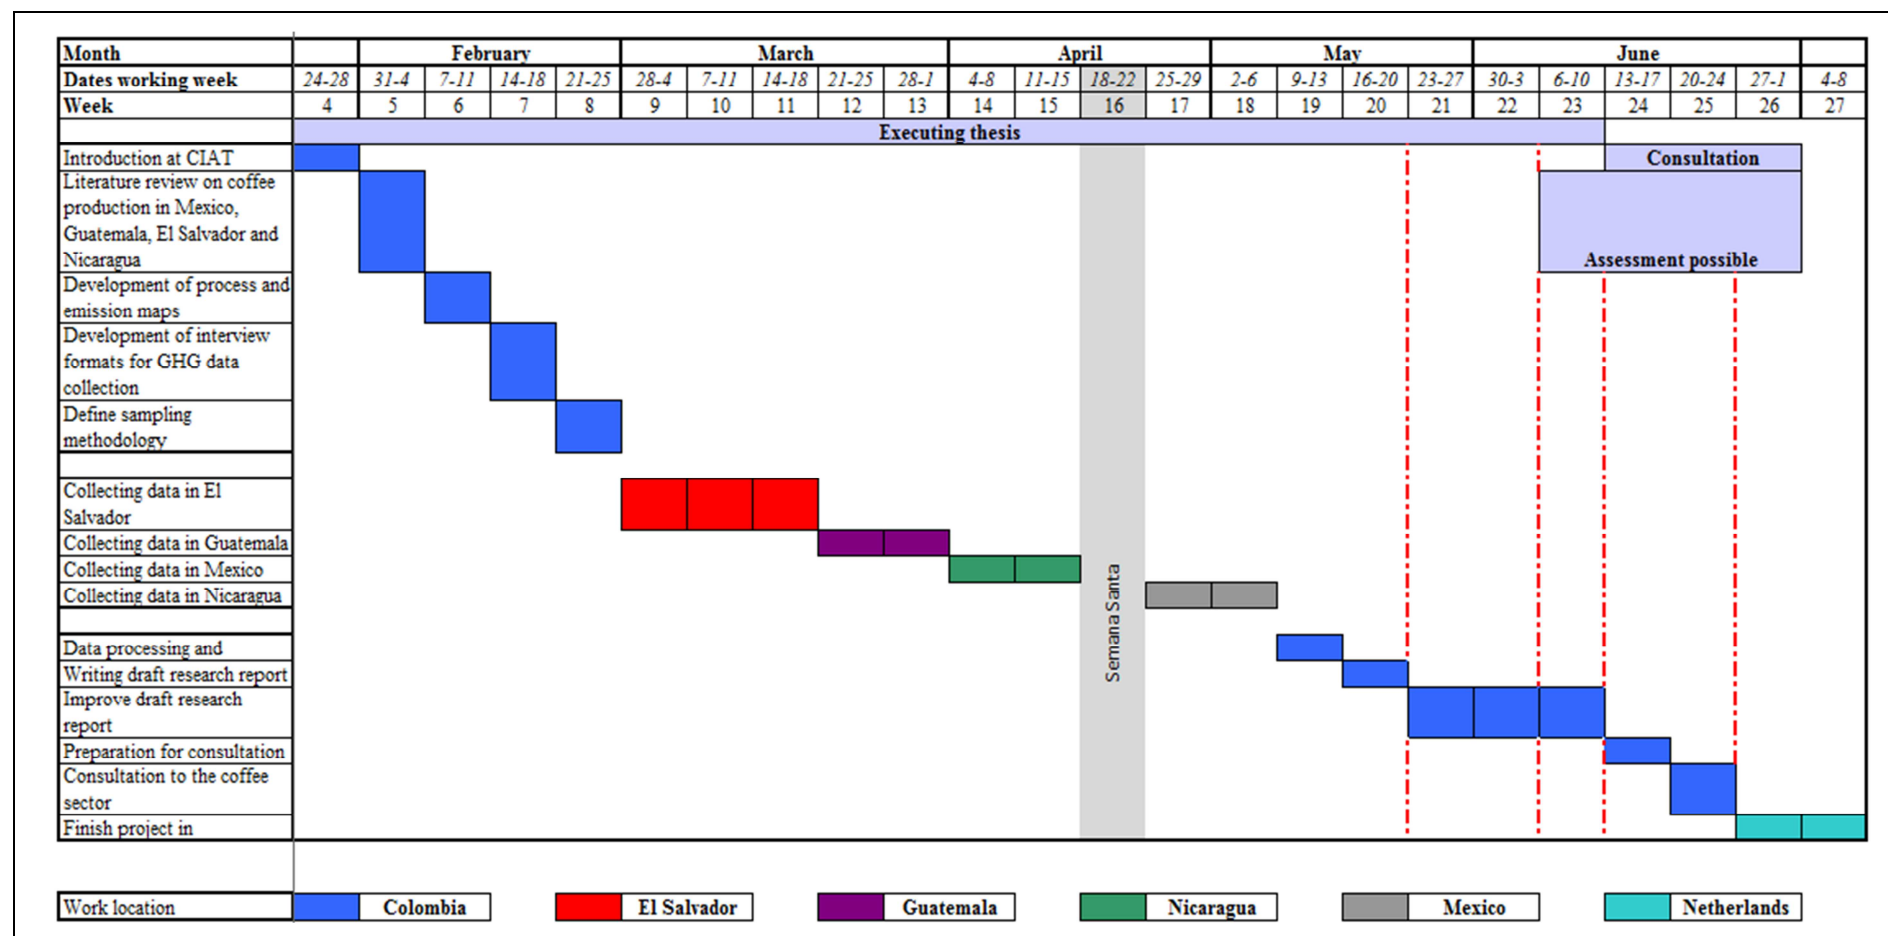 Month February March April May June
Dates working week 24-28 31-4 7-11 14-18 21-25 28-4 7-11 14-18 21-25 28-1 4-8 11-15 18-22 25-29 2-6 9-13 16-20 23-27 30-3 6-10 13-17 20-24 27-1 4-8
Week 4 5 6 7 8 9 10 11 12 13 14 15 16 17 18 19 20 21 22 23 24 25 26 27
Executing thesis
Introduction at CIAT Consultation
Literature review on coffee
production in Mexico,
Guatemala, El Salvador and
Nicaragua Assessment possible
Development of process and
emission maps
Development of interview
formats for GHG data
collection
Define sampling
methodology
Collecting data in El
Salvador
Collecting data in Guatemala
Collecting data in Mexico
Collecting data in Nicaragua
Semana Santa
Data processing and
Writing draft research report
Improve draft research
report
Preparation for consultation
Consultation to the coffee
sector
Finish project in
Work location Colombia El Salvador Guatemala Nicaragua Mexico Netherlands